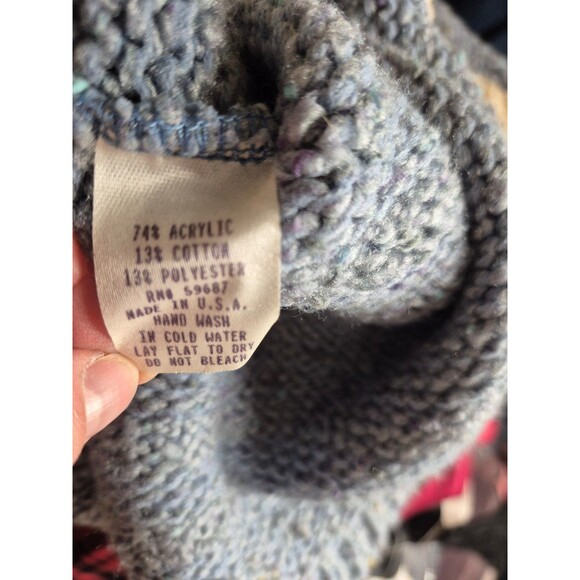 74% ACRYLIC
13% COTTON
13% POLYESTER
RN# 59687
MADE IN U.S.A.
HAND WASH
IN COLD WATER
LAY FLAT TO DRY
DO NOT BLEACH